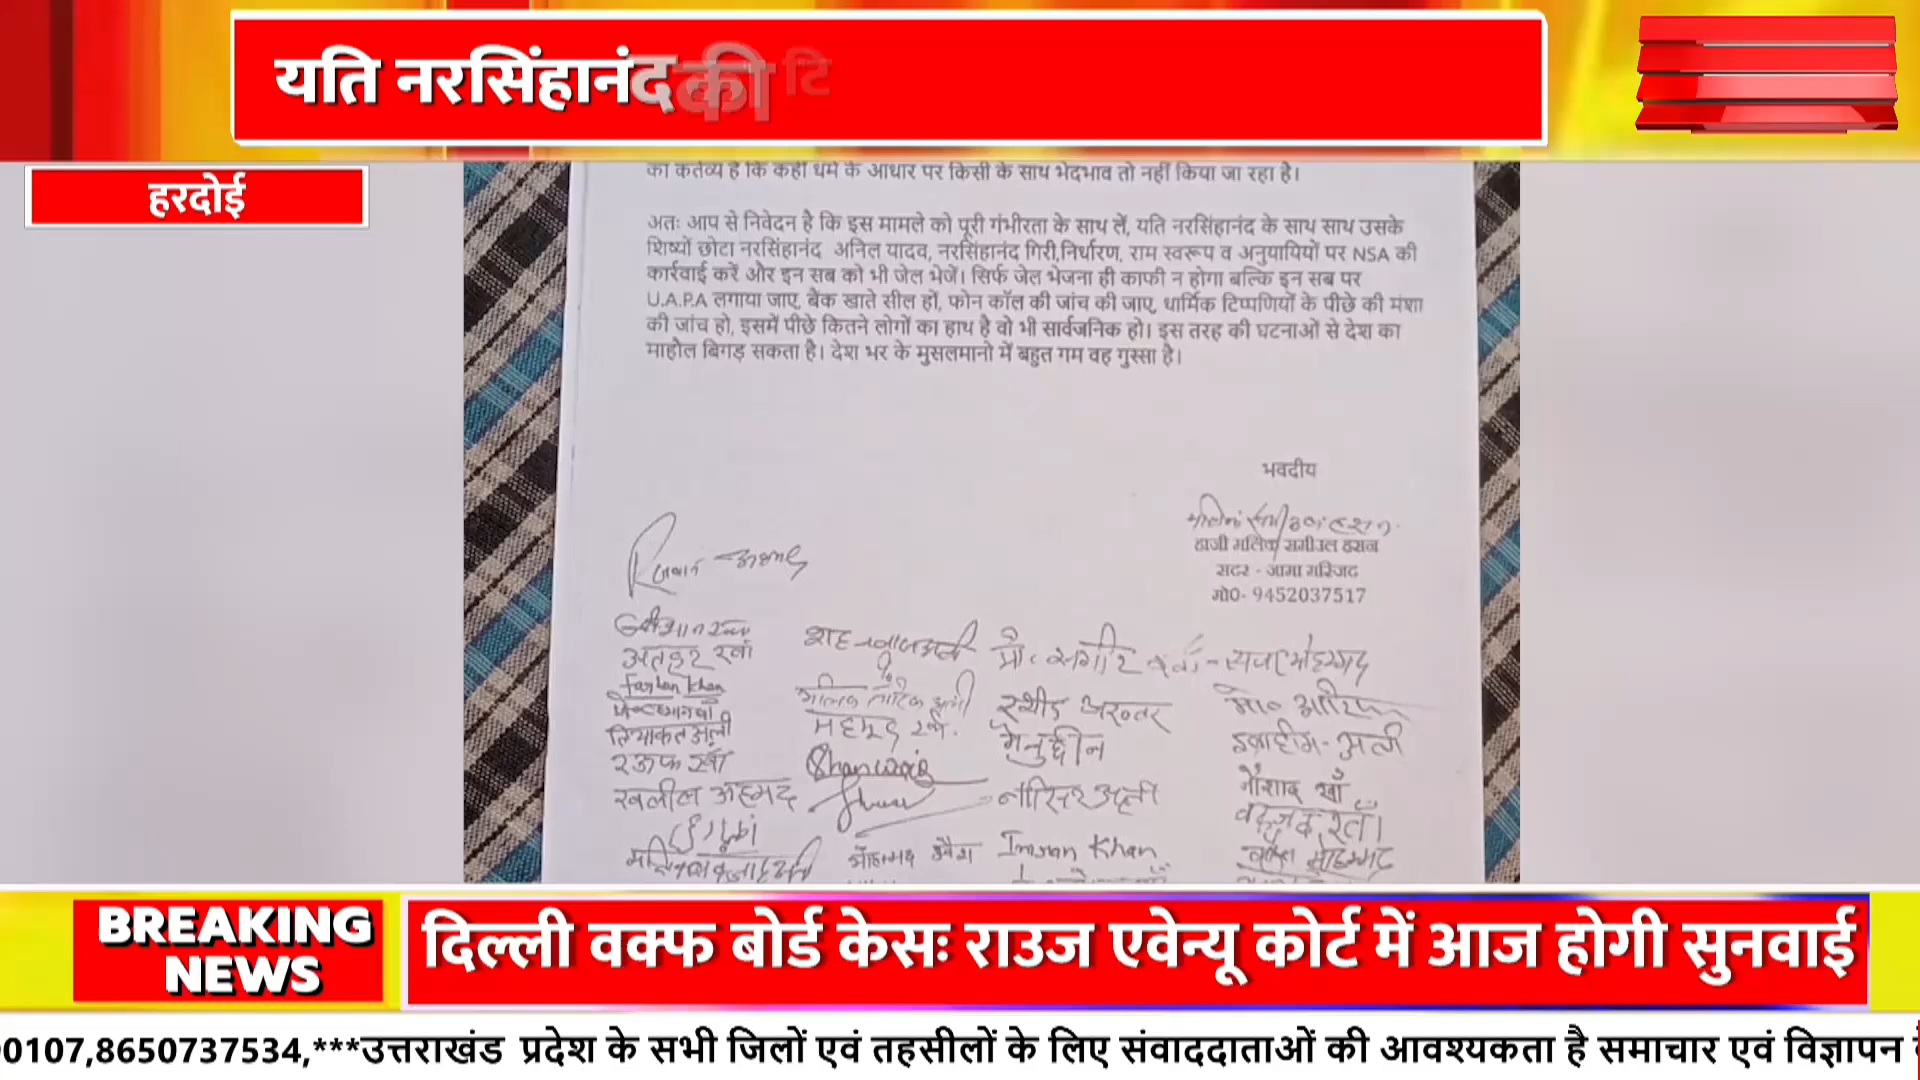 यति नरसिंहानंद की टि
हरदोई
का कर्तव्य है कि कहीं धर्म के आधार पर किसी के साथ भेदभाव तो नहीं किया जा रहा है।
अतः आप से निवेदन है कि इस मामले को पूरी गंभीरता के साथ लें, यति नरसिंहानंद के साथ साथ उसके
शिष्यों छोटा नरसिंहानंद अनिल यादव, नरसिंहानंद गिरी,निर्धारण, राम स्वरूप व अनुयायियों पर NSA की
कार्रवाई करें और इन सब को भी जेल भेजें। सिर्फ जेल भेजना ही काफी न होगा बल्कि इन सब पर
U.A.P.A लगाया जाए, बैंक खाते सील हों, फोन कॉल की जांच की जाए, धार्मिक टिप्पणियों के पीछे की मंशा
की जांच हो, इसमें पीछे कितने लोगों का हाथ है वो भी सार्वजनिक हो। इस तरह की घटनाओं से देश का
माहौल बिगड़ सकता है। देश भर के मुसलमानो में बहुत गम वह गुस्सा है।
भवदीय
हाजी मलिक समीउल हसन
सदर - जामा मस्जिद
मो0- 9452037517
अतहर खां
farhan khan
लियाकत अली
रऊफ खाँ
खलील अहमद
महमूद खां.
रशीद अख्तर
मो० आरिफ
इब्राहीम - अली
नौशाद खाँ
नासिर अली
Imran Khan
BREAKING
NEWS
दिल्ली वक्फ बोर्ड केसः राउज एवेन्यू कोर्ट में आज होगी सुनवाई
00107,8650737534,***उत्तराखंड प्रदेश के सभी जिलों एवं तहसीलों के लिए संवाददाताओं की आवश्यकता है समाचार एवं विज्ञापन